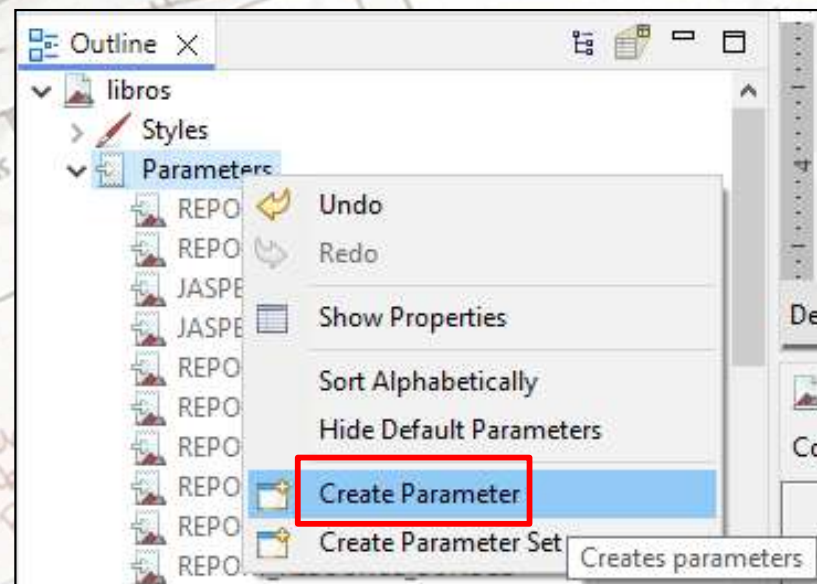 Outline
libros
Styles
Parameters
REPO
REPO
JASPE
JASPE
REPO
REPO
REPO
REPO
REPO
Undo
Redo
Show Properties
Sort Alphabetically
Hide Default Parameters
Create Parameter
Create Parameter Set
Creates parameters
4
De
Co